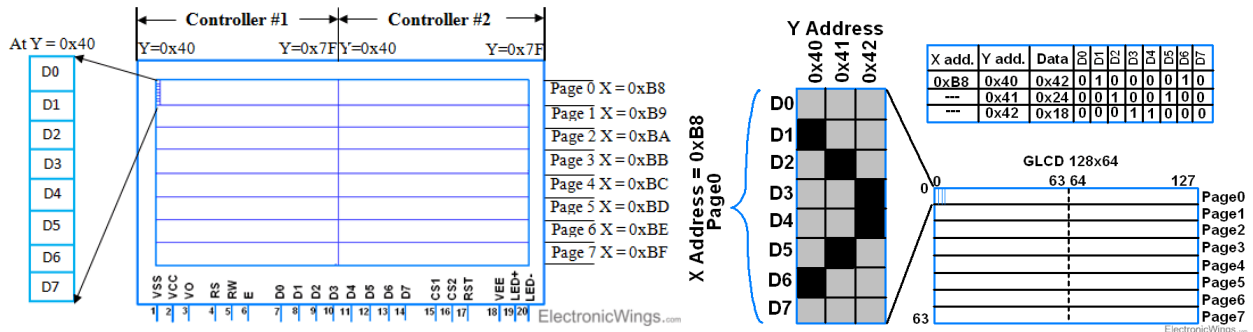 Controller #1 Controller #2
At Y = 0x40
Y=0x40 Y=0x7F Y=0x40 Y=0x7F
D0
D1
D2
D3
D4
D5
D6
D7
Page 0 X = 0xB8
Page 1 X = 0xB9
Page 2 X = 0xBA
Page 3 X = 0xBB
Page 4 X = 0xBC
Page 5 X = 0xBD
Page 6 X = 0xBE
Page 7 X = 0xBF
VSS VCC VO RS RW E D0 D1 D2 D3 D4 D5 D6 D7 CS1 CS2 RST VEE LED+ LED-
1 2 3 4 5 6 7 8 9 10 11 12 13 14 15 16 17 18 19 20
ElectronicWings.com
Y Address
0x40 0x41 0x42
X Address = 0xB8
Page0
D0
D1
D2
D3
D4
D5
D6
D7
X add. Y add. Data D0 D1 D2 D3 D4 D5 D6 D7
0xB8 0x40 0x42 0 1 0 0 0 0 1 0
--- 0x41 0x24 0 0 1 0 0 1 0 0
--- 0x42 0x18 0 0 0 1 1 0 0 0
GLCD 128x64
0 63 64 127
0
63
Page0
Page1
Page2
Page3
Page4
Page5
Page6
Page7
ElectronicWings.com